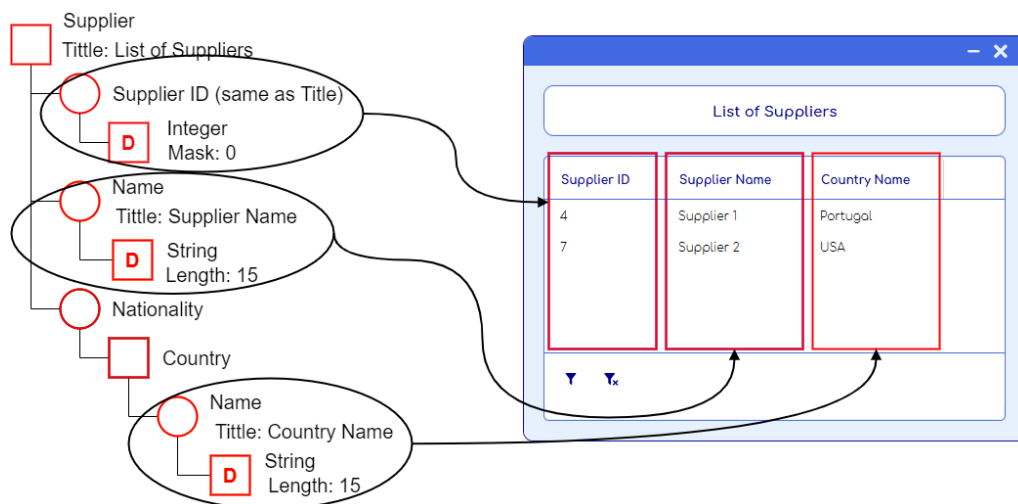 Supplier
Tittle: List of Suppliers
Supplier ID (same as Title)
D
Integer
Mask: 0
Name
Tittle: Supplier Name
D
String
Length: 15
Nationality
Country
Name
Tittle: Country Name
D
String
Length: 15
List of Suppliers
Supplier ID Supplier Name Country Name
4 Supplier 1 Portugal
7 Supplier 2 USA